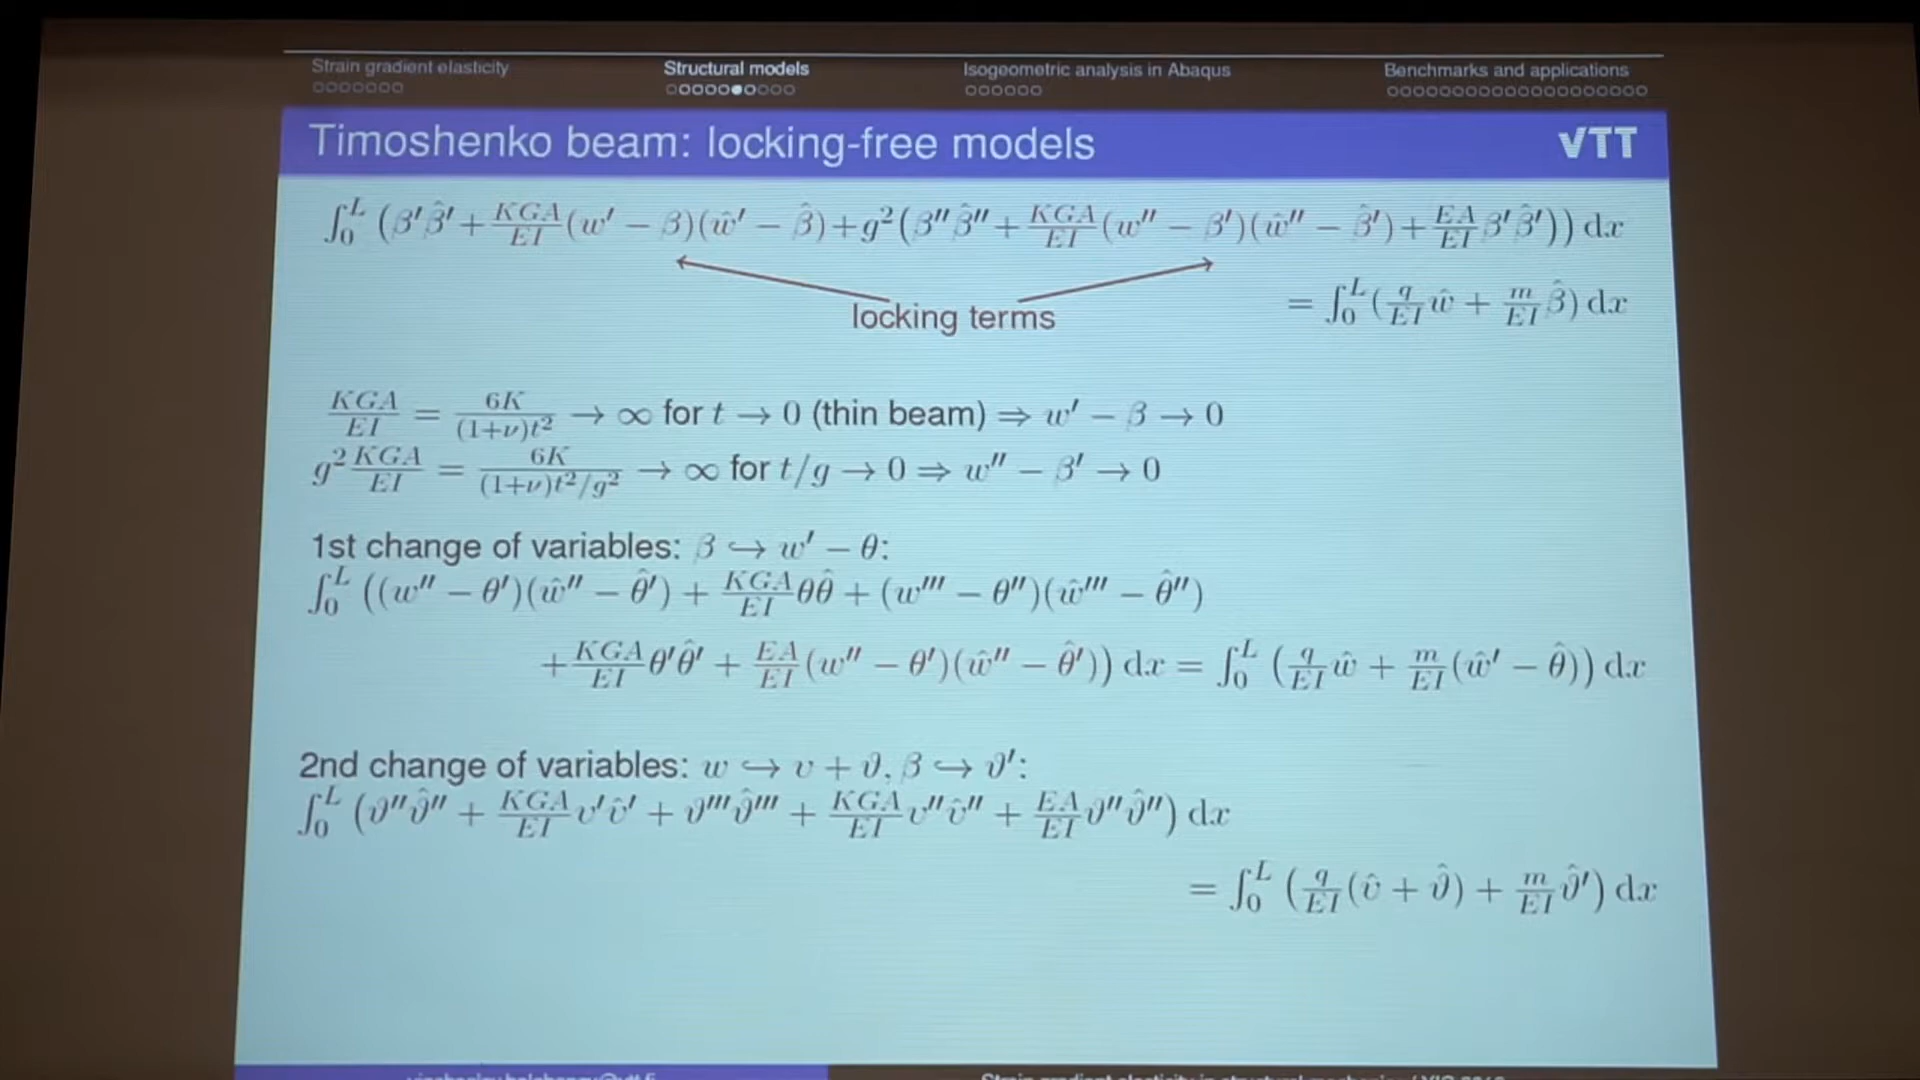 Strain gradient elasticity Structural models Isogeometric analysis in Abaqus Benchmarks and applications
Timoshenko beam: locking-free models VTT
∫₀ᴸ (β′β̂′ + KGA/EI (w′ − β)(ŵ′ − β̂) + g²(β″β̂″ + KGA/EI (w″ − β′)(ŵ″ − β̂′) + EA/EI β′β̂′)) dx
= ∫₀ᴸ (q/EI ŵ + m/EI β̂) dx
locking terms
KGA/EI = 6K/((1+ν)t²) → ∞ for t → 0 (thin beam) ⇒ w′ − β → 0
g² KGA/EI = 6K/((1+ν)t²/g²) → ∞ for t/g → 0 ⇒ w″ − β′ → 0
1st change of variables: β ↪ w′ − θ:
∫₀ᴸ ((w″ − θ′)(ŵ″ − θ̂′) + KGA/EI θθ̂ + (w‴ − θ″)(ŵ‴ − θ̂″)
+ KGA/EI θ′θ̂′ + EA/EI (w″ − θ′)(ŵ″ − θ̂′)) dx = ∫₀ᴸ (q/EI ŵ + m/EI (ŵ′ − θ̂)) dx
2nd change of variables: w ↪ v + ϑ, β ↪ ϑ′:
∫₀ᴸ (ϑ″ϑ̂″ + KGA/EI v′v̂′ + ϑ‴ϑ̂‴ + KGA/EI v″v̂″ + EA/EI ϑ″ϑ̂″) dx
= ∫₀ᴸ (q/EI (v̂ + ϑ̂) + m/EI ϑ̂′) dx